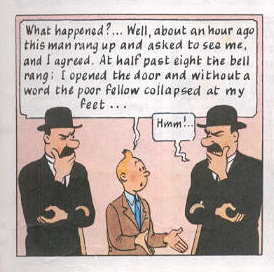 What happened?... Well, about an hour ago
this man rang up and asked to see me,
and I agreed. At half past eight the bell
rang; I opened the door and without a
word the poor fellow collapsed at my
feet...
Hmm!..